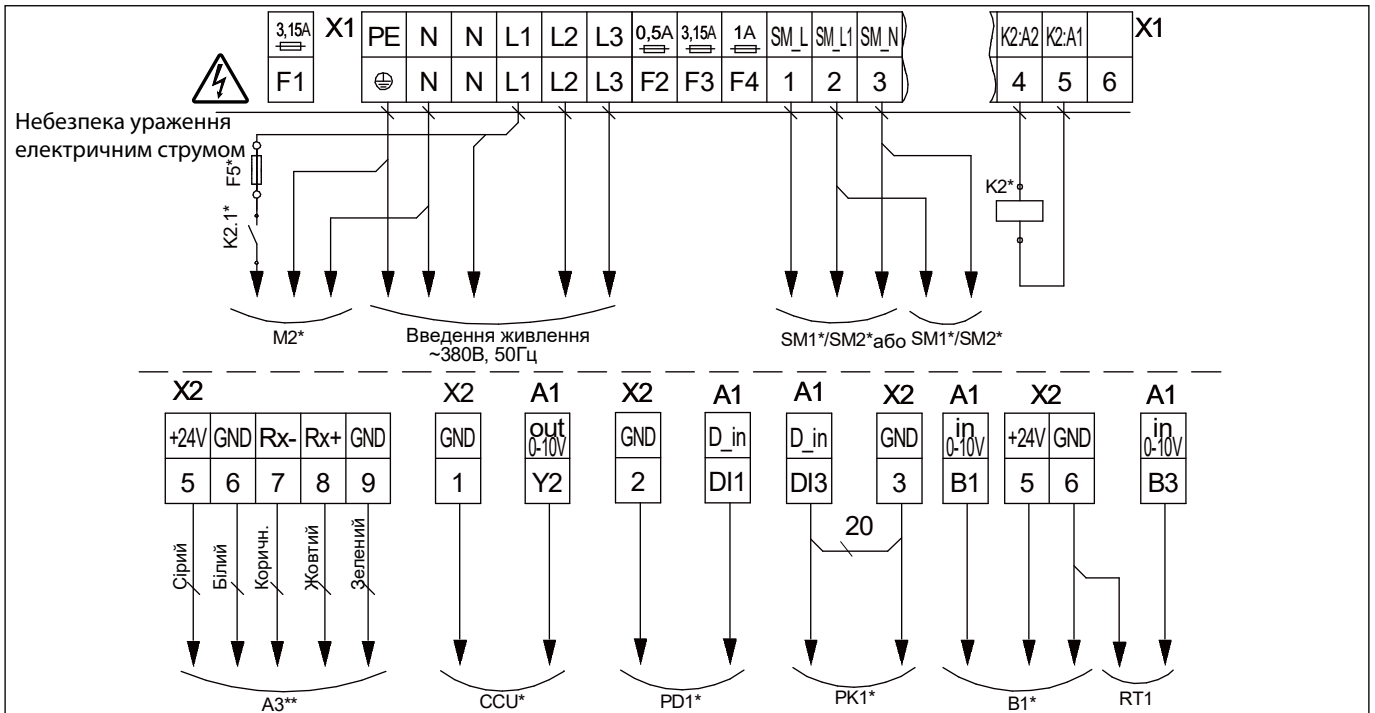 3,15A X1 PE N N L1 L2 L3 0,5A 3,15A 1A SM_L SM_L1 SM_N K2:A2 K2:A1 X1
F1 N N L1 L2 L3 F2 F3 F4 1 2 3 4 5 6
Небезпека ураження
електричним струмом
F5*
K2.1*
K2*
M2*
Введення живлення
~380В, 50Гц
SM1*/SM2* або SM1*/SM2*
X2 X2 A1 X2 A1 A1 X2 A1 X2 A1
+24V GND Rx- Rx+ GND GND out 0-10V GND D_in D_in GND in 0-10V +24V GND in 0-10V
5 6 7 8 9 1 Y2 2 DI1 DI3 3 B1 5 6 B3
20
Сірий
Білий
Коричн.
Жовтий
Зелений
A3** CCU* PD1* PK1* B1* RT1